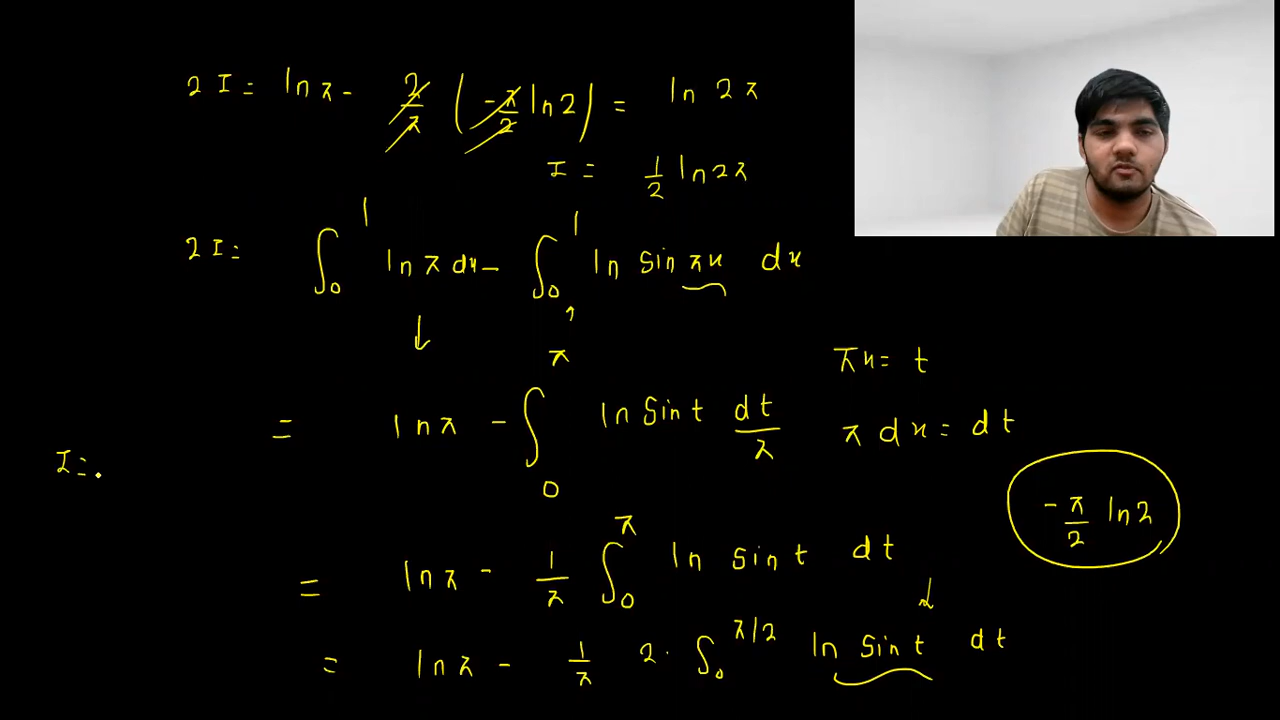 2I = ln π - 2/π (-π/2 ln2) = ln 2π
I = 1/2 ln2π
2I = ∫₀¹ ln π dx - ∫₀¹ ln sin πx dx
↓
πx = t
= ln π - ∫₀^π ln sin t dt/π
π dx = dt
I = .
-π/2 ln2
= ln π - 1/π ∫₀^π ln sin t dt
= ln π - 1/π 2 · ∫₀^π/2 ln sin t dt